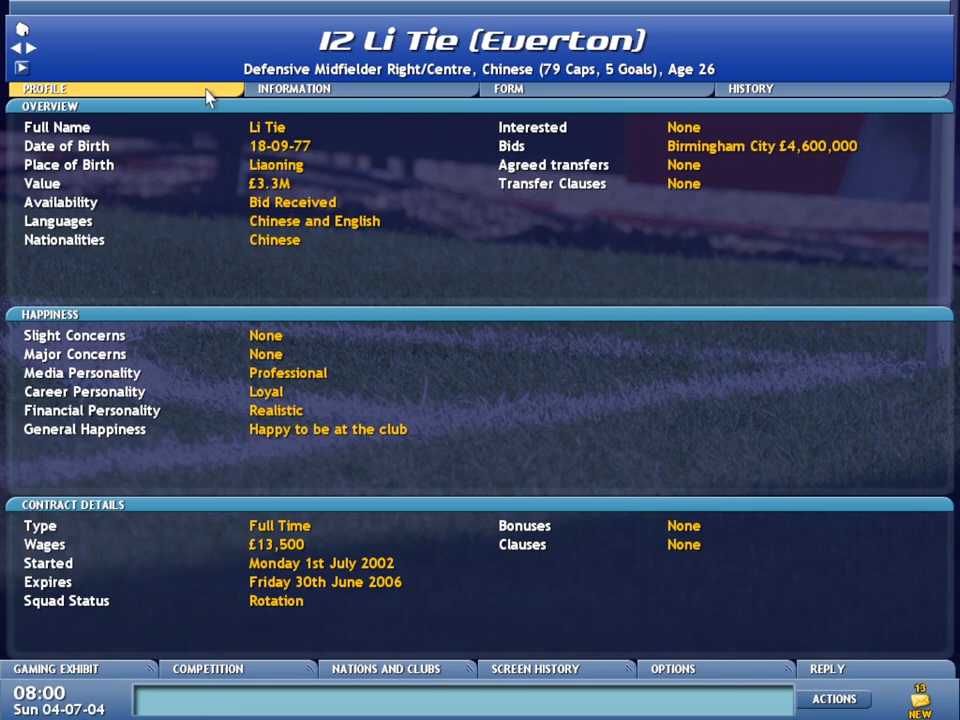 12 Li Tie (Everton)
Defensive Midfielder Right/Centre, Chinese (79 Caps, 5 Goals), Age 26
PROFILE INFORMATION FORM HISTORY
OVERVIEW
Full Name Li Tie Interested None
Date of Birth 18-09-77 Bids Birmingham City £4,600,000
Place of Birth Liaoning Agreed transfers None
Value £3.3M Transfer Clauses None
Availability Bid Received
Languages Chinese and English
Nationalities Chinese
HAPPINESS
Slight Concerns None
Major Concerns None
Media Personality Professional
Career Personality Loyal
Financial Personality Realistic
General Happiness Happy to be at the club
CONTRACT DETAILS
Type Full Time Bonuses None
Wages £13,500 Clauses None
Started Monday 1st July 2002
Expires Friday 30th June 2006
Squad Status Rotation
GAMING EXHIBIT COMPETITION NATIONS AND CLUBS SCREEN HISTORY OPTIONS REPLY
08:00
Sun 04-07-04
ACTIONS
13
NEW